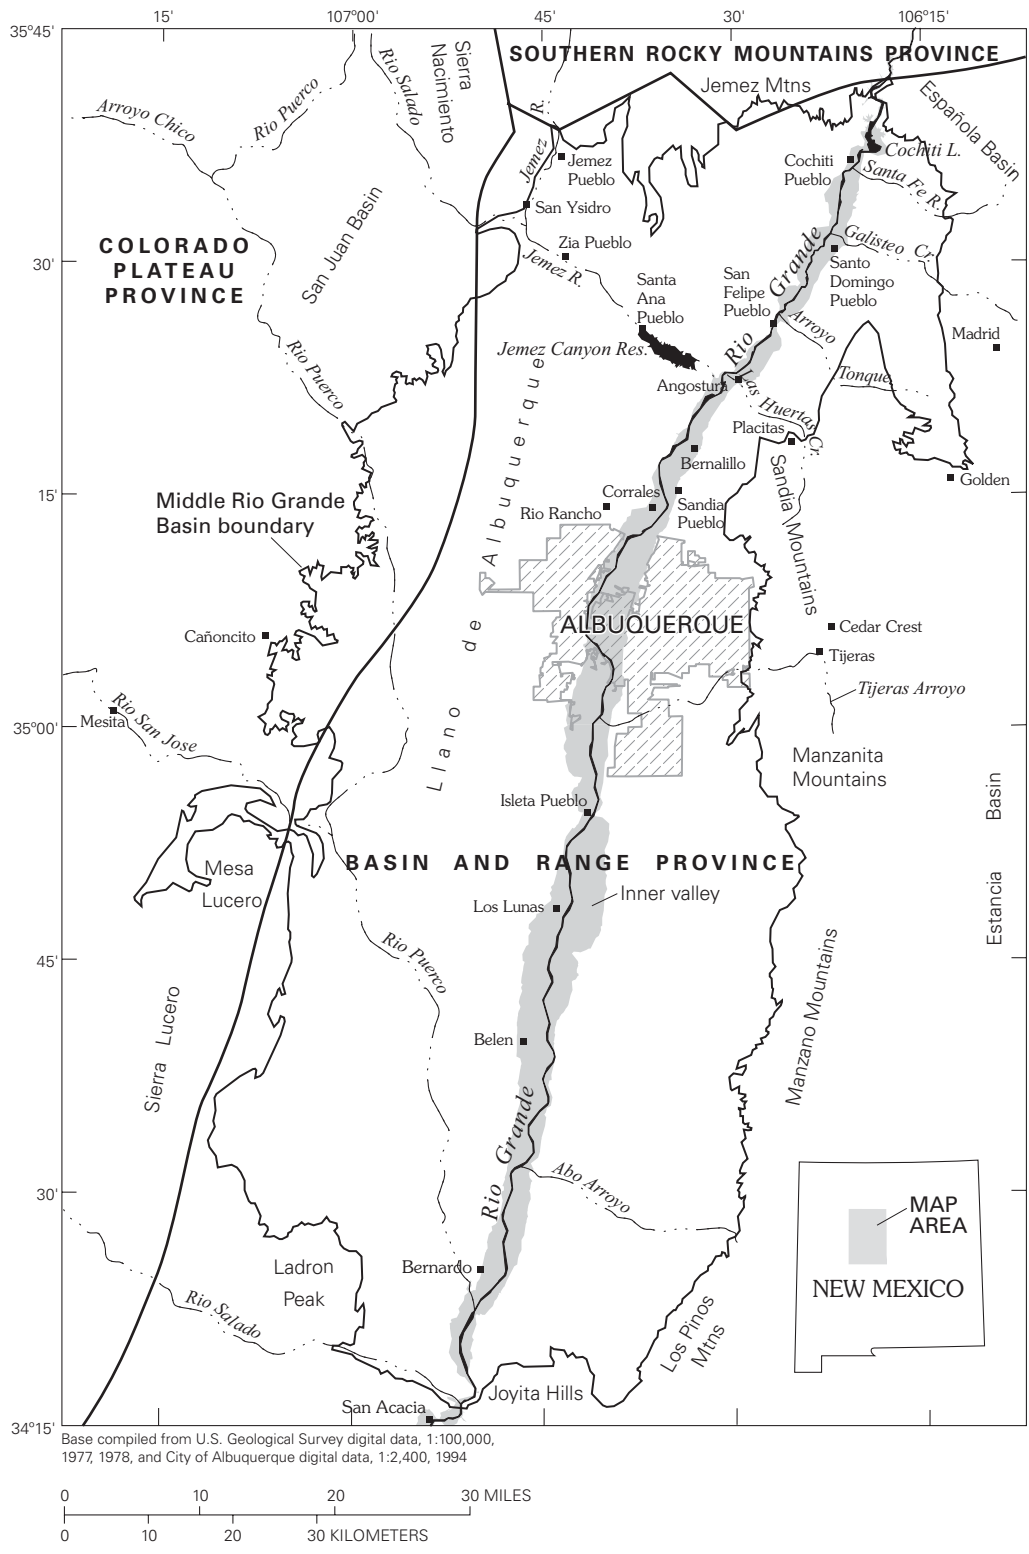 15'
107°00'
45'
30'
106°15'
35°45'
SOUTHERN ROCKY MOUNTAINS PROVINCE
Jemez Mtns
Sierra
Nacimiento
Rio Salado
Rio Puerco
Arroyo Chico
Española Basin
Jemez R.
Jemez
Pueblo
Cochiti L.
Cochiti
Pueblo
Santa Fe R.
San Ysidro
San Juan Basin
COLORADO
PLATEAU
PROVINCE
Zia Pueblo
Jemez R.
Galisteo Cr.
30'
Santo
Domingo
Pueblo
Santa
Ana
Pueblo
San
Felipe
Pueblo
Rio Grande
Arroyo
Tonque
Madrid
Jemez Canyon Res.
Rio Puerco
Angostura
Las Huertas Cr.
Placitas
Bernalillo
Golden
15'
Middle Rio Grande
Basin boundary
Corrales
Rio Rancho
Sandia
Pueblo
Sandia Mountains
Llano de Albuquerque
ALBUQUERQUE
Cedar Crest
Cañoncito
Tijeras
Tijeras Arroyo
Rio San Jose
Mesita
35°00'
Manzanita
Mountains
Isleta Pueblo
Estancia Basin
BASIN AND RANGE PROVINCE
Mesa
Lucero
Inner valley
Los Lunas
Rio Puerco
45'
Manzano Mountains
Sierra Lucero
Belen
Rio Grande
Abo Arroyo
30'
MAP
AREA
NEW MEXICO
Ladron
Peak
Bernardo
Rio Salado
Los Pinos
Mtns
Joyita Hills
San Acacia
34°15'
Base compiled from U.S. Geological Survey digital data, 1:100,000,
1977, 1978, and City of Albuquerque digital data, 1:2,400, 1994
0 10 20 30 MILES
0 10 20 30 KILOMETERS